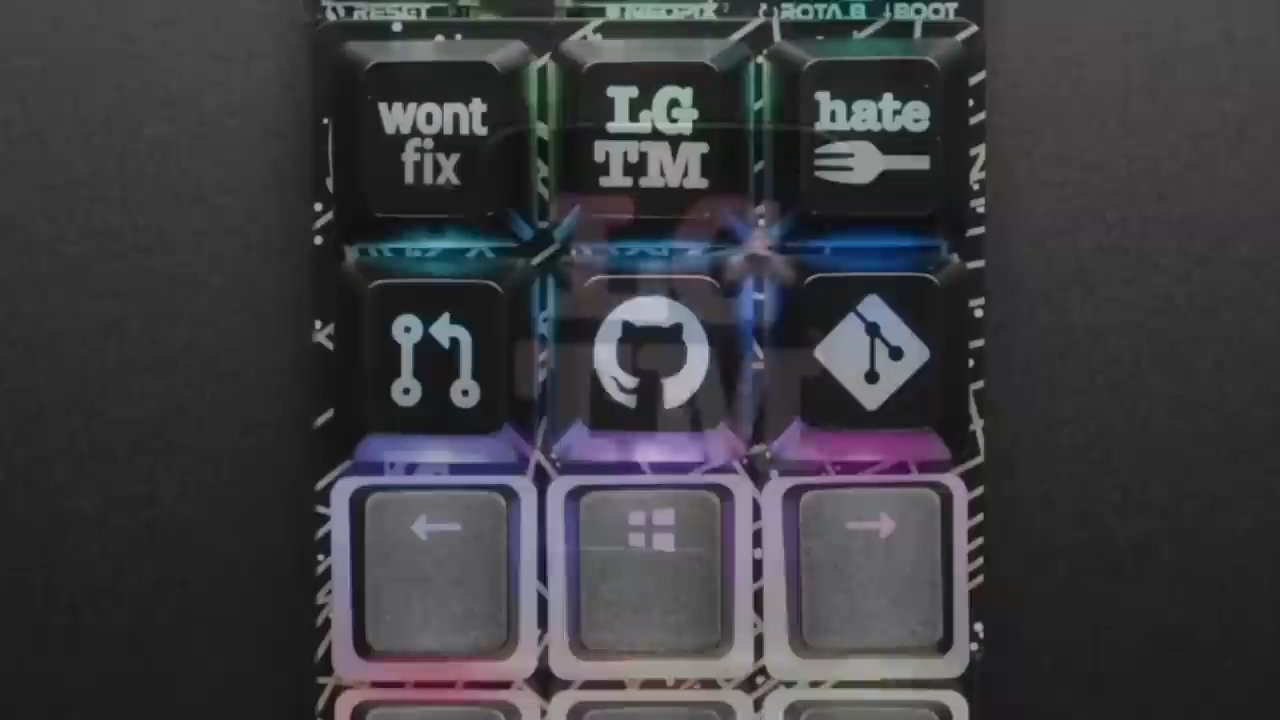 RESET NEOPIX ROTA B BOOT
wont
fix
LG
TM
hate
← →